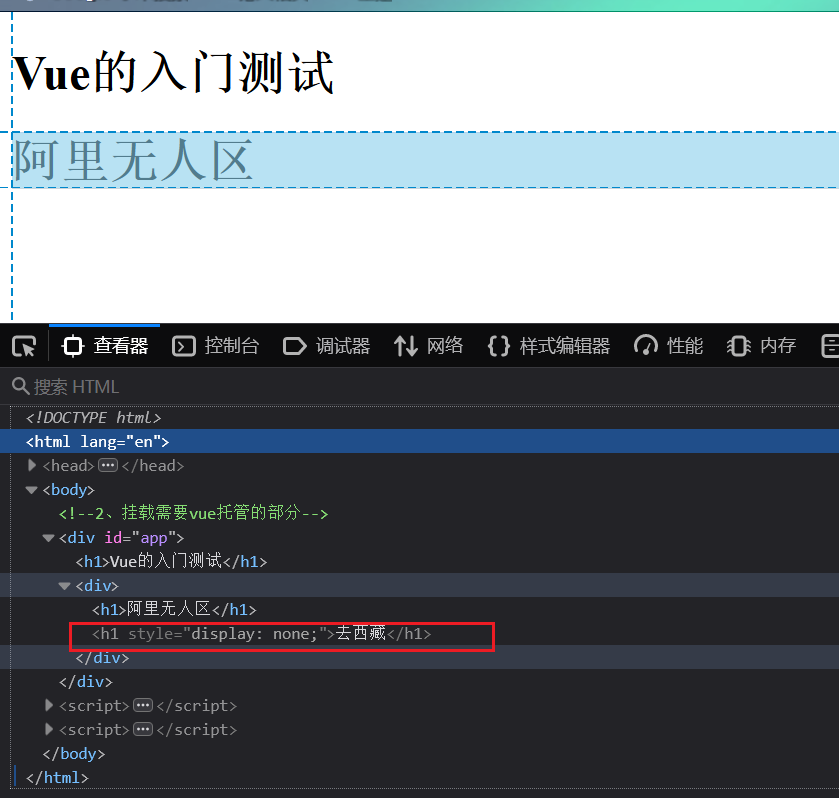 Vue的入门测试
阿里无人区
查看器 控制台 调试器 网络 样式编辑器 性能 内存
搜索 HTML
<!DOCTYPE html>
<html lang="en">
<head> ••• </head>
<body>
<!--2、挂载需要vue托管的部分-->
<div id="app">
<h1>Vue的入门测试</h1>
<div>
<h1>阿里无人区</h1>
<h1 style="display: none;">去西藏</h1>
</div>
</div>
<script> ••• </script>
<script> ••• </script>
</body>
</html>